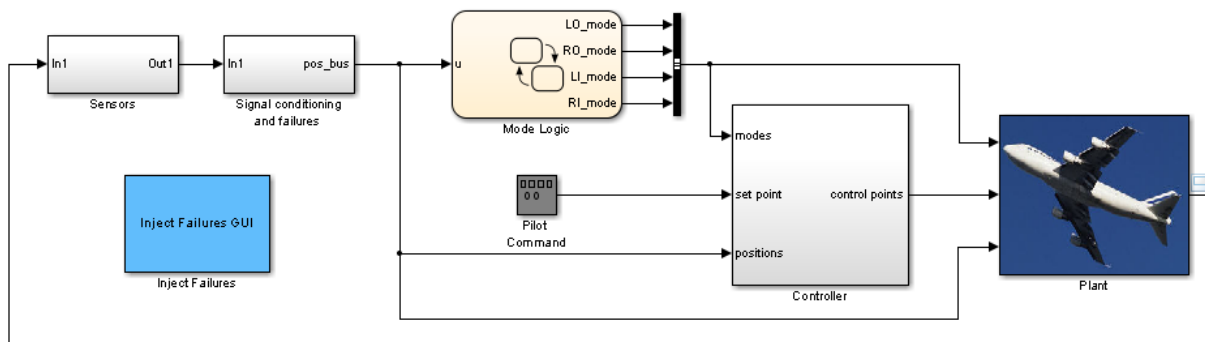 In1
Out1
Sensors
In1
pos_bus
Signal conditioning
and failures
u
LO_mode
RO_mode
LI_mode
RI_mode
Mode Logic
Inject Failures GUI
Inject Failures
Pilot
Command
modes
set point
positions
control points
Controller
Plant